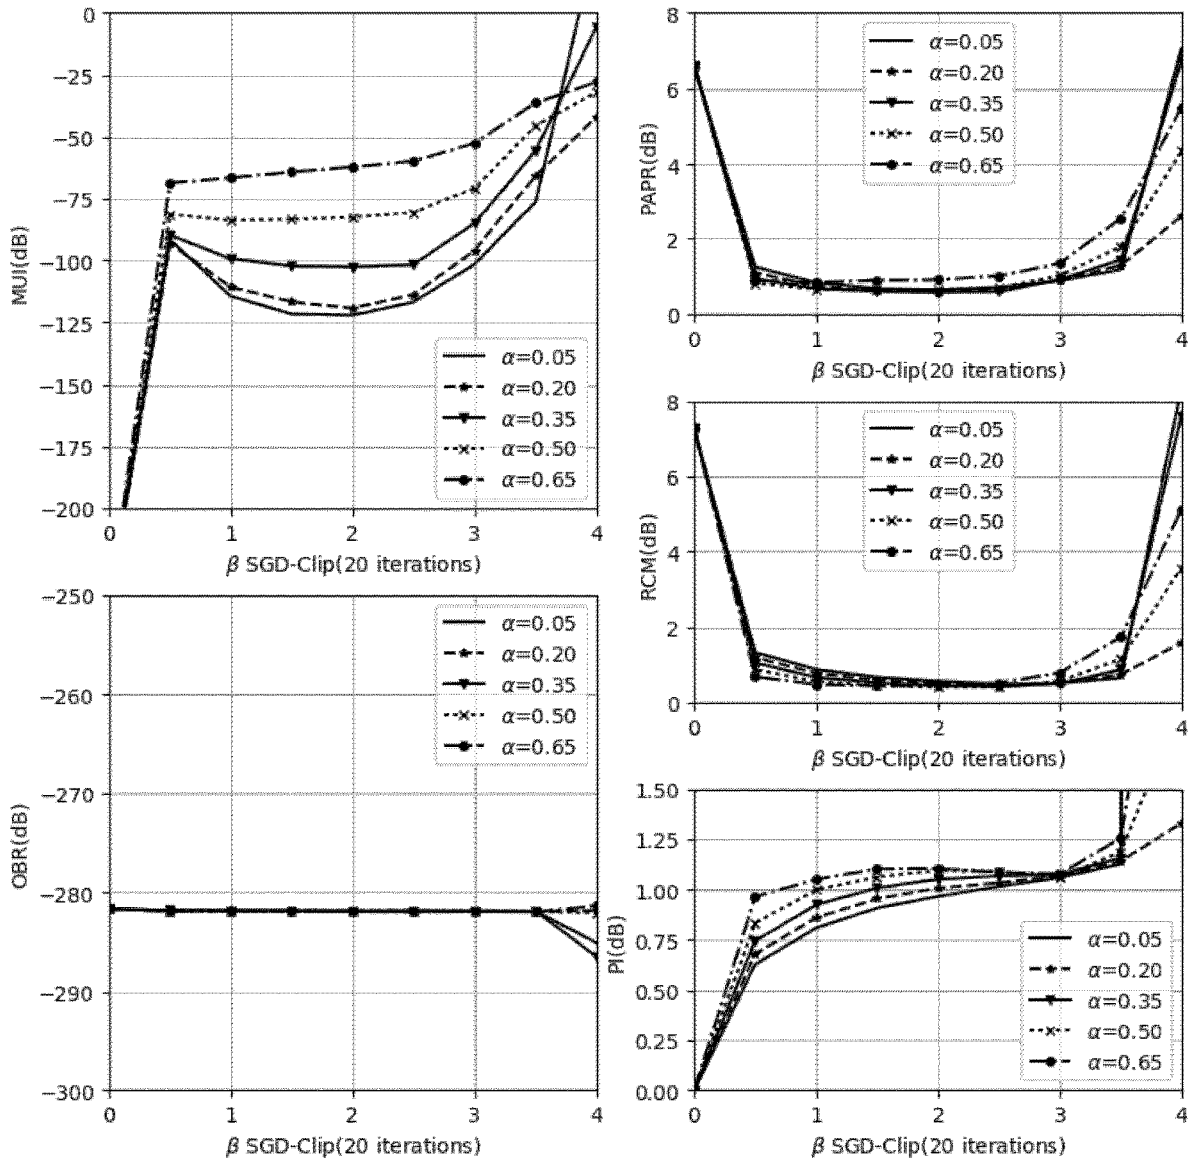 0
−25
−50
−75
−100
−125
−150
−175
−200
MUI(dB)
α=0.05
α=0.20
α=0.35
α=0.50
α=0.65
0 1 2 3 4
β SGD-Clip(20 iterations)
−250
−260
−270
−280
−290
−300
OBR(dB)
α=0.05
α=0.20
α=0.35
α=0.50
α=0.65
0 1 2 3 4
β SGD-Clip(20 iterations)
8
6
4
2
0
PAPR(dB)
α=0.05
α=0.20
α=0.35
α=0.50
α=0.65
0 1 2 3 4
β SGD-Clip(20 iterations)
8
6
4
2
0
RCM(dB)
α=0.05
α=0.20
α=0.35
α=0.50
α=0.65
0 1 2 3 4
β SGD-Clip(20 iterations)
1.50
1.25
1.00
0.75
0.50
0.25
0.00
PI(dB)
α=0.05
α=0.20
α=0.35
α=0.50
α=0.65
0 1 2 3 4
β SGD-Clip(20 iterations)